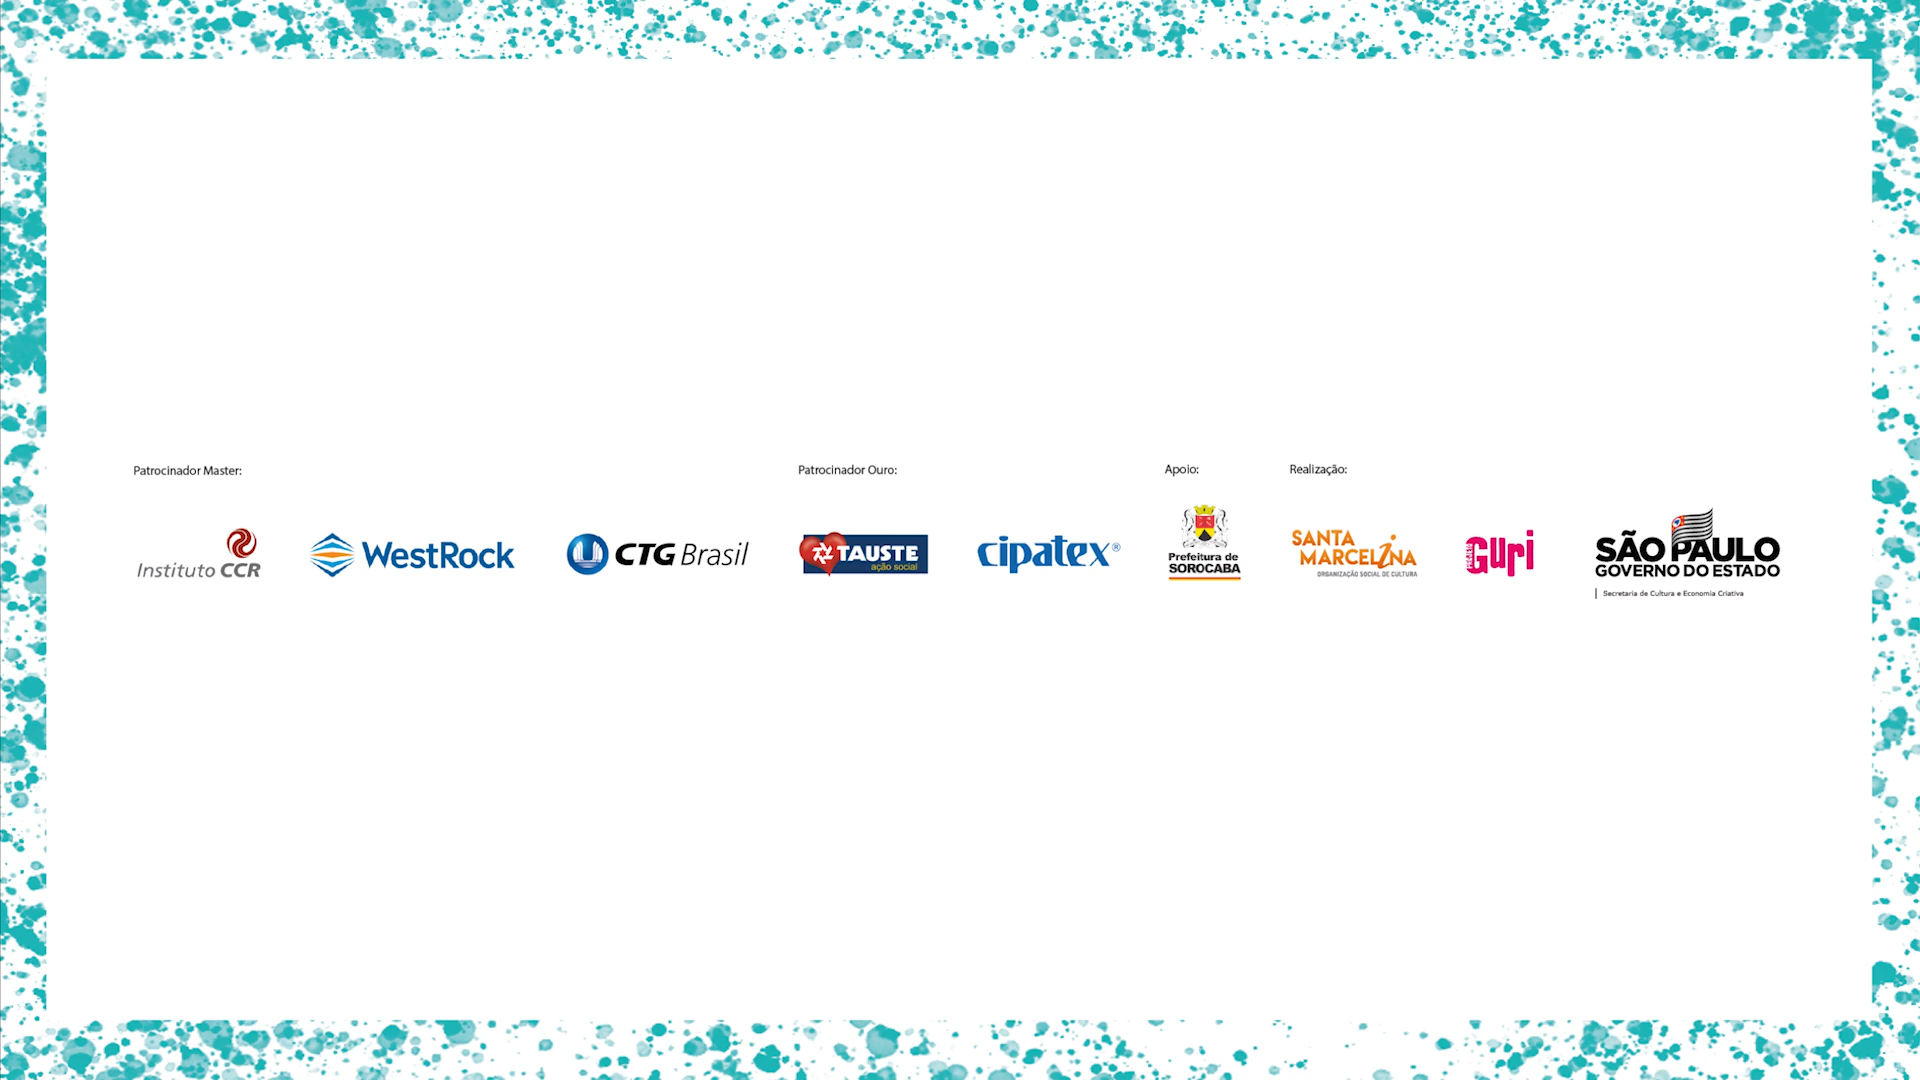 Patrocinador Master:
Instituto CCR
WestRock
CTG Brasil
Patrocinador Ouro:
TAUSTE
ação social
cipatex®
Apoio:
Prefeitura de
SOROCABA
Realização:
SANTA
MARCELINA
ORGANIZAÇÃO SOCIAL DE CULTURA
PROJETO
GURI
SÃO PAULO
GOVERNO DO ESTADO
Secretaria de Cultura e Economia Criativa